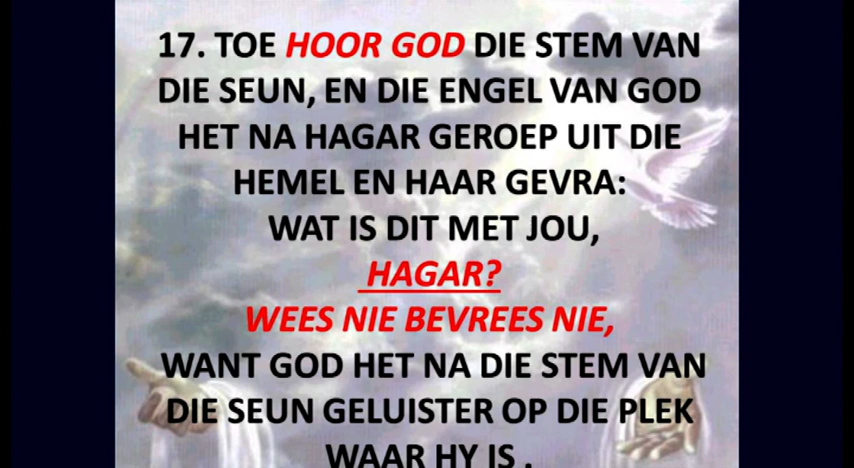 17. TOE HOOR GOD DIE STEM VAN
DIE SEUN, EN DIE ENGEL VAN GOD
HET NA HAGAR GEROEP UIT DIE
HEMEL EN HAAR GEVRA:
WAT IS DIT MET JOU,
HAGAR?
WEES NIE BEVREES NIE,
WANT GOD HET NA DIE STEM VAN
DIE SEUN GELUISTER OP DIE PLEK
WAAR HY IS .